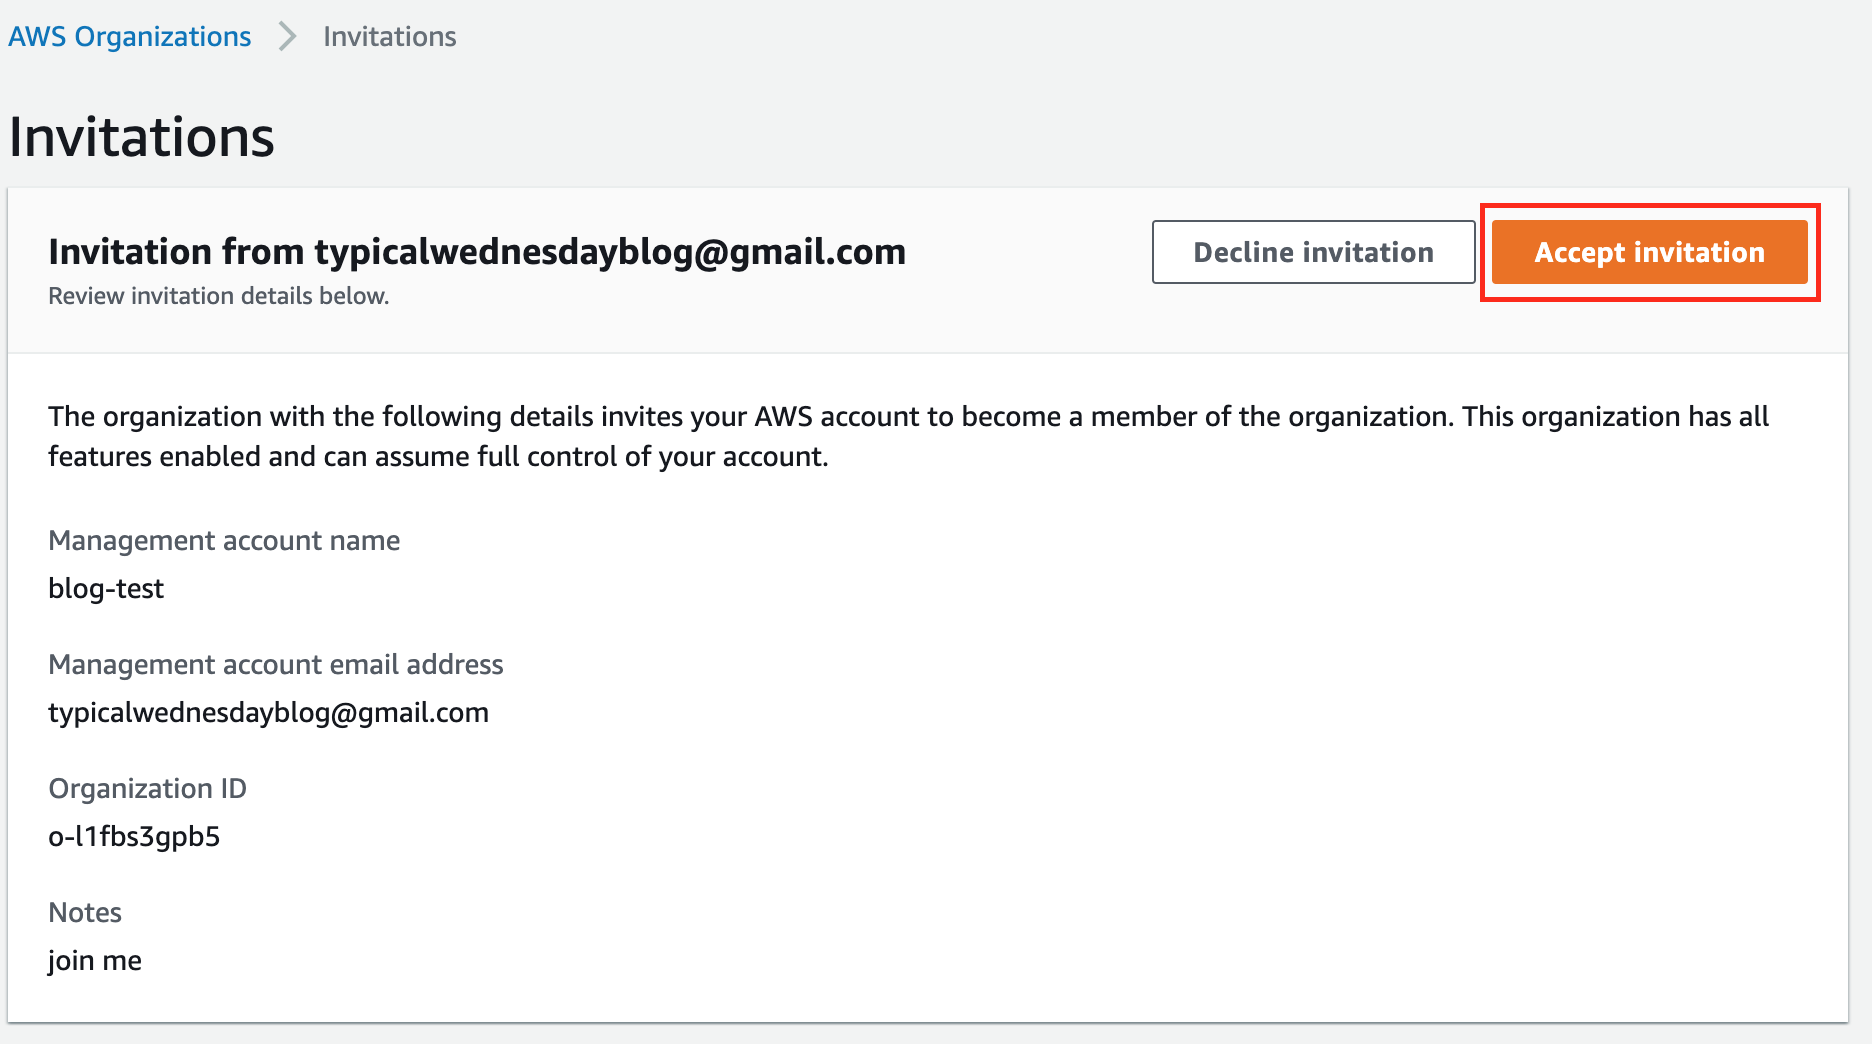 AWS Organizations > Invitations
Invitations
Invitation from typicalwednesdayblog@gmail.com
Review invitation details below.
Decline invitation
Accept invitation
The organization with the following details invites your AWS account to become a member of the organization. This organization has all
features enabled and can assume full control of your account.
Management account name
blog-test
Management account email address
typicalwednesdayblog@gmail.com
Organization ID
o-l1fbs3gpb5
Notes
join me